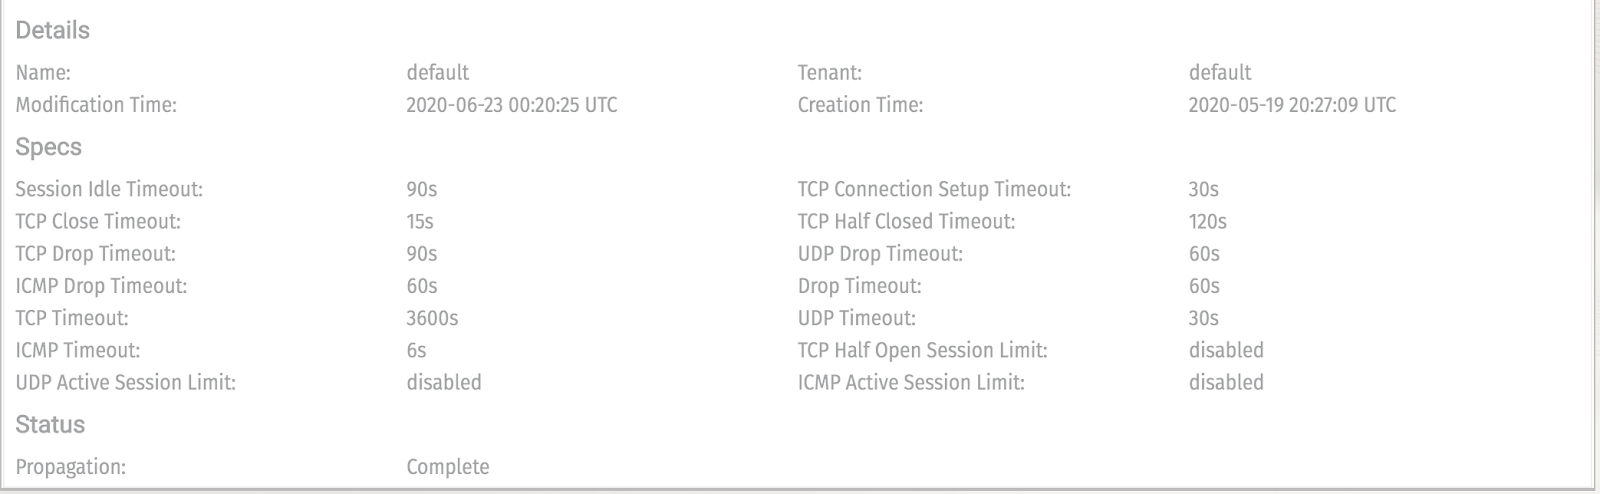 Details
Name: default Tenant: default
Modification Time: 2020-06-23 00:20:25 UTC Creation Time: 2020-05-19 20:27:09 UTC
Specs
Session Idle Timeout: 90s TCP Connection Setup Timeout: 30s
TCP Close Timeout: 15s TCP Half Closed Timeout: 120s
TCP Drop Timeout: 90s UDP Drop Timeout: 60s
ICMP Drop Timeout: 60s Drop Timeout: 60s
TCP Timeout: 3600s UDP Timeout: 30s
ICMP Timeout: 6s TCP Half Open Session Limit: disabled
UDP Active Session Limit: disabled ICMP Active Session Limit: disabled
Status
Propagation: Complete